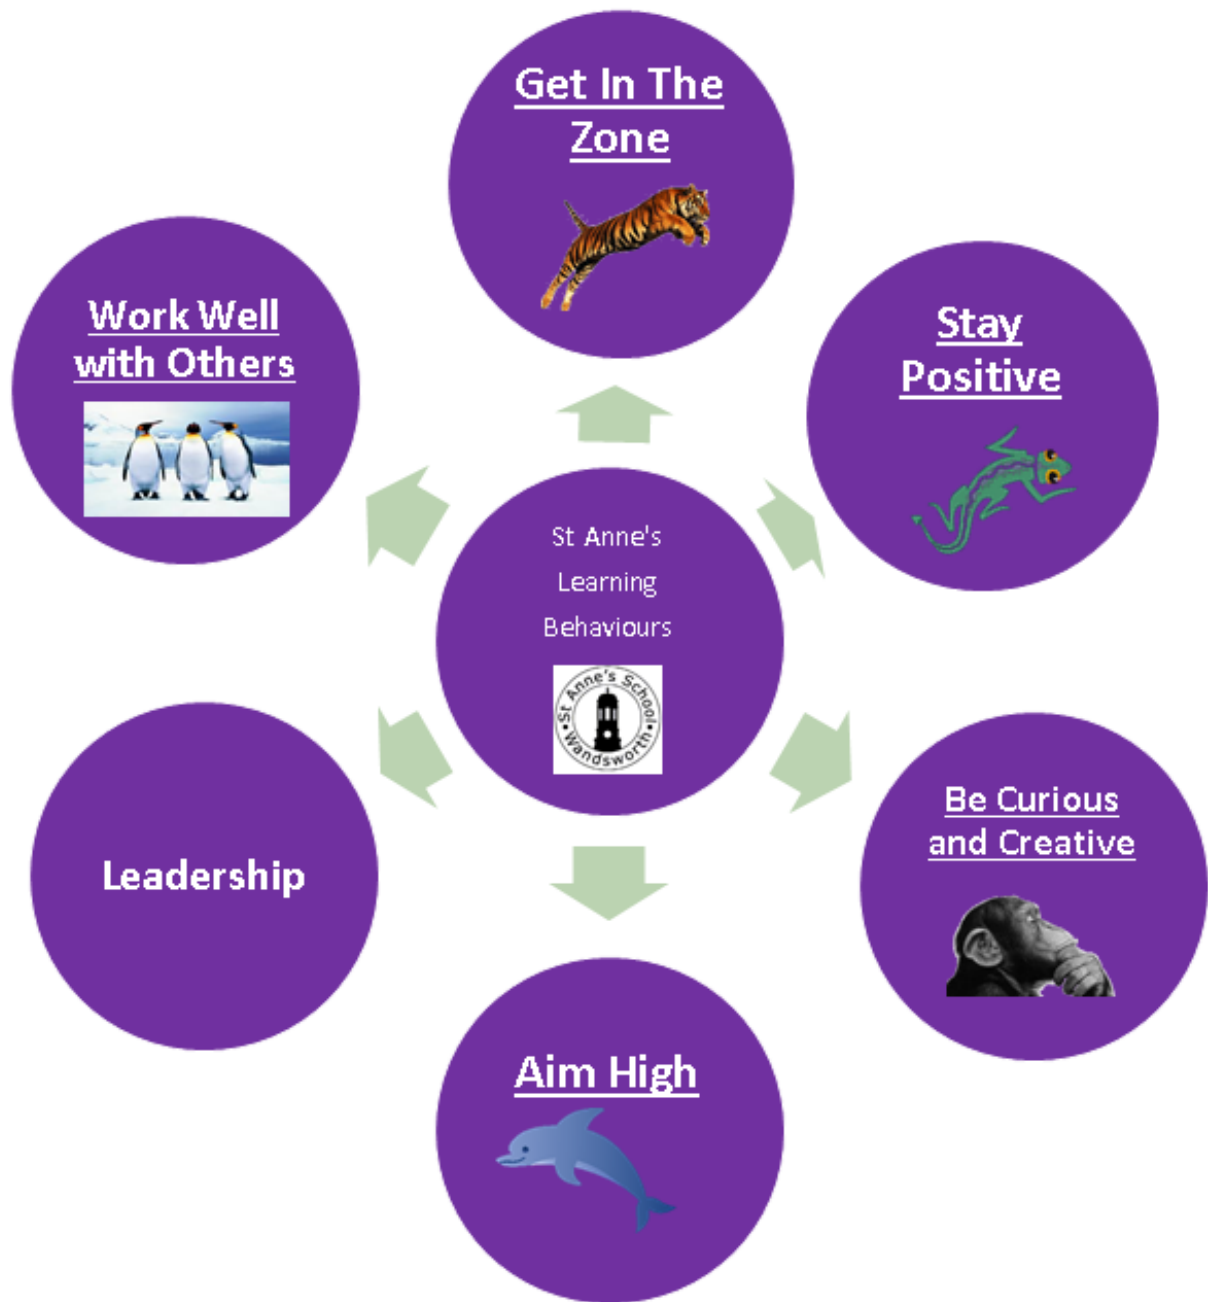 Get In The
Zone
Work Well
with Others
Stay
Positive
St Anne's
Learning
Behaviours
St Anne's School
Wandsworth
Be Curious
and Creative
Leadership
Aim High